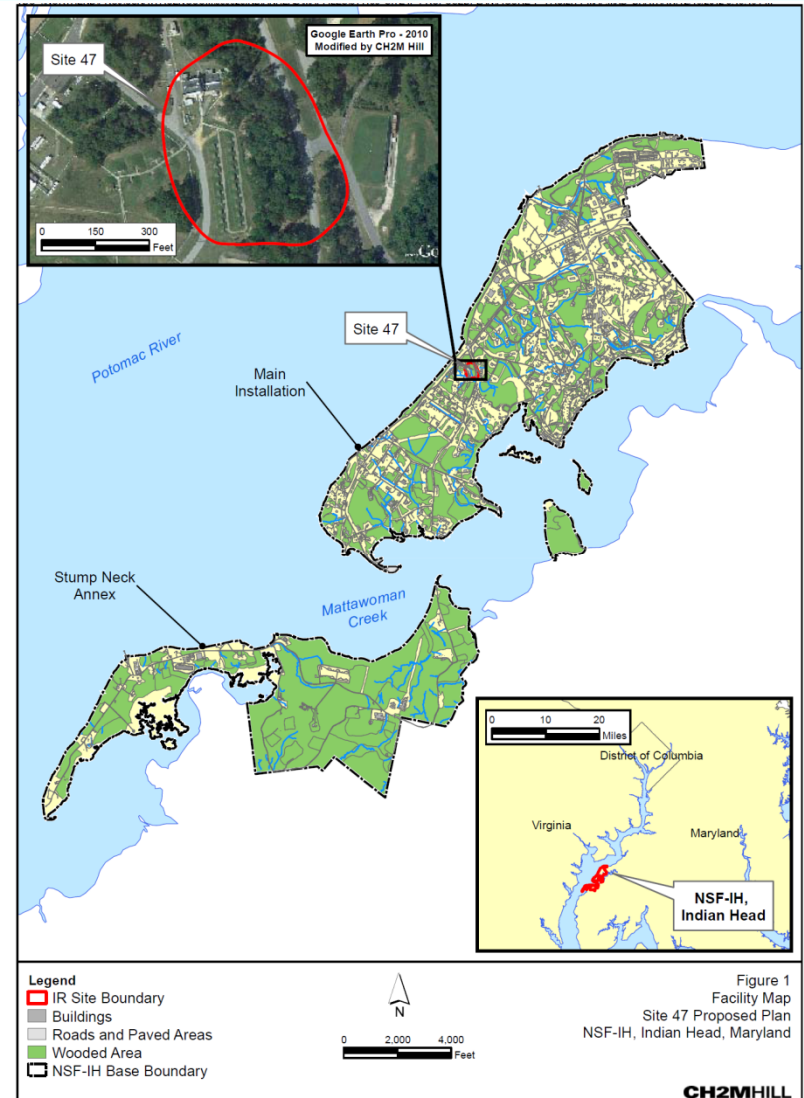 Google Earth Pro - 2010
Modified by CH2M Hill
Site 47
0 150 300
Feet
Go
Site 47
Potomac River
Main
Installation
Stump Neck
Annex
Mattawoman
Creek
0 10 20
Miles
District of Columbia
Virginia
Maryland
NSF-IH,
Indian Head
Legend
IR Site Boundary
Buildings
Roads and Paved Areas
Wooded Area
NSF-IH Base Boundary
N
0 2,000 4,000
Feet
Figure 1
Facility Map
Site 47 Proposed Plan
NSF-IH, Indian Head, Maryland
CH2MHILL